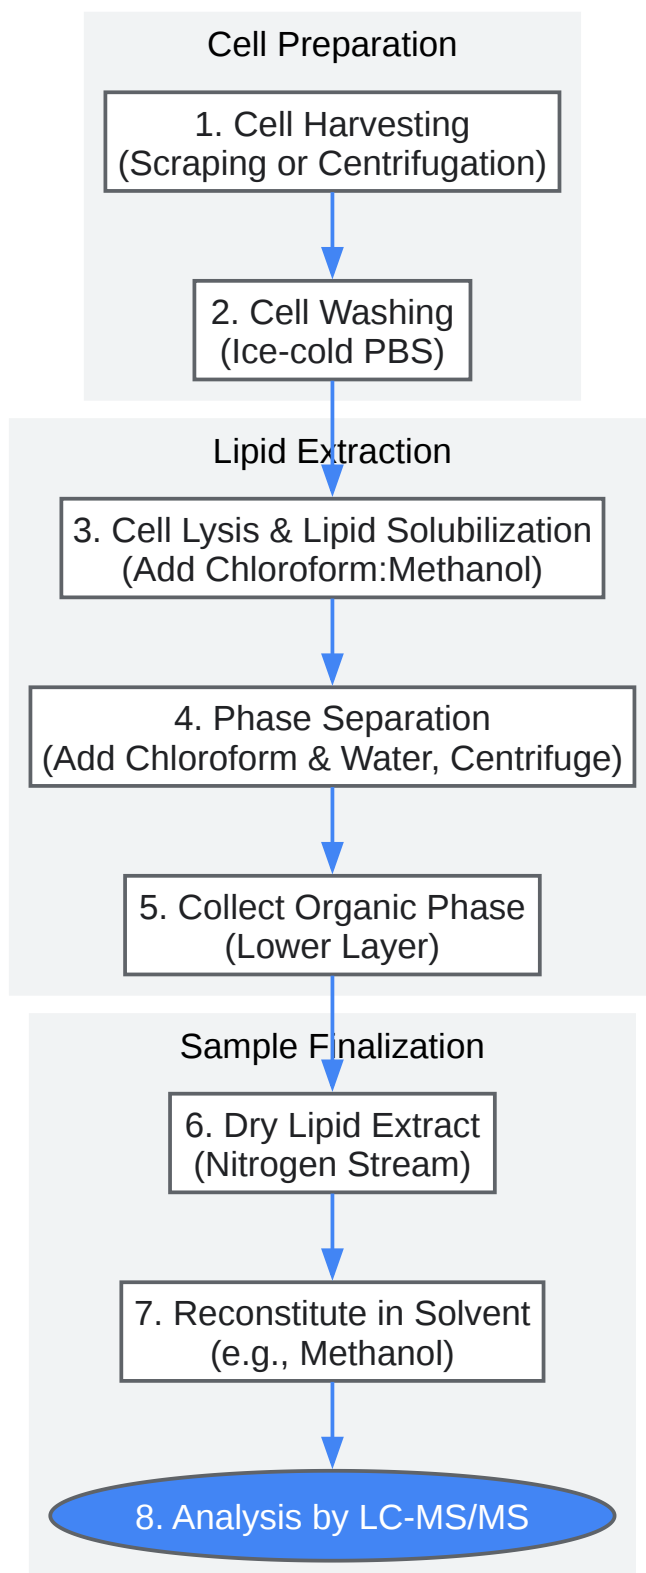 Cell Preparation
1. Cell Harvesting
(Scraping or Centrifugation)
2. Cell Washing
(Ice-cold PBS)
Lipid Extraction
3. Cell Lysis & Lipid Solubilization
(Add Chloroform:Methanol)
4. Phase Separation
(Add Chloroform & Water, Centrifuge)
5. Collect Organic Phase
(Lower Layer)
Sample Finalization
6. Dry Lipid Extract
(Nitrogen Stream)
7. Reconstitute in Solvent
(e.g., Methanol)
8. Analysis by LC-MS/MS